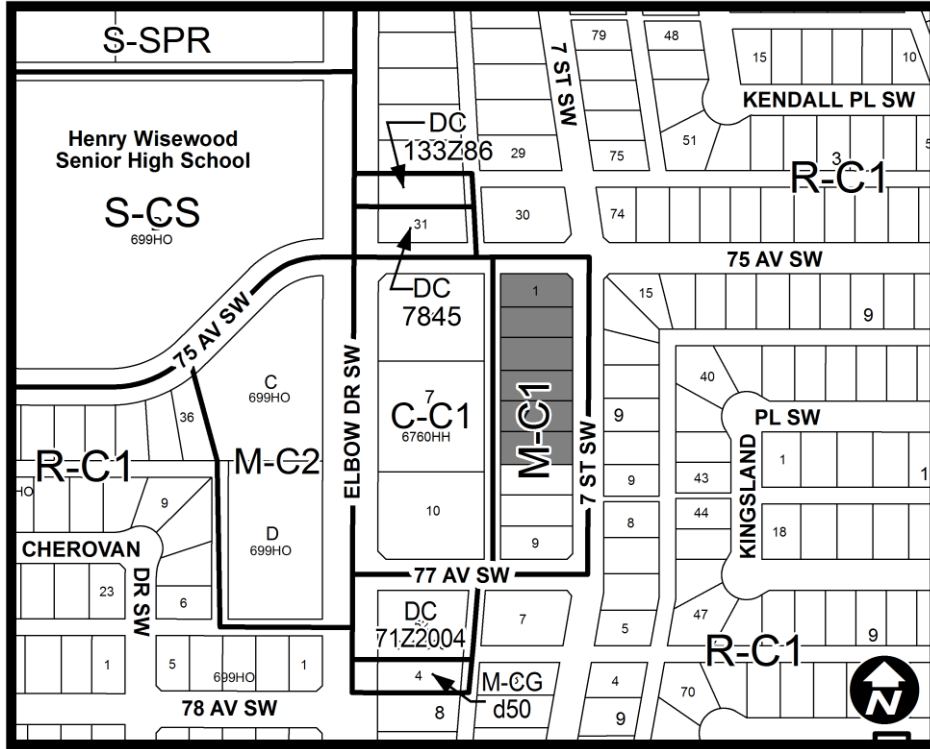 S-SPR
79
48
15
10
7 ST SW
KENDALL PL SW
Henry Wisewood
Senior High School
DC
133Z86
29
75
51
3
R-C1
S-CS
699HO
31
30
74
75 AV SW
DC
7845
1
15
9
75 AV SW
C
699HO
ELBOW DR SW
7
C-C1
6760HH
M-C1
7 ST SW
40
PL SW
36
9
R-C1
M-C2
9
43
1
HO
9
10
D
699HO
9
8
44
KINGSLAND
18
CHEROVAN
DR SW
23
6
77 AV SW
DC
71Z2004
7
5
47
R-C1
9
1
5
699HO
1
4
M-CG
d50
4
70
N
78 AV SW
8
9